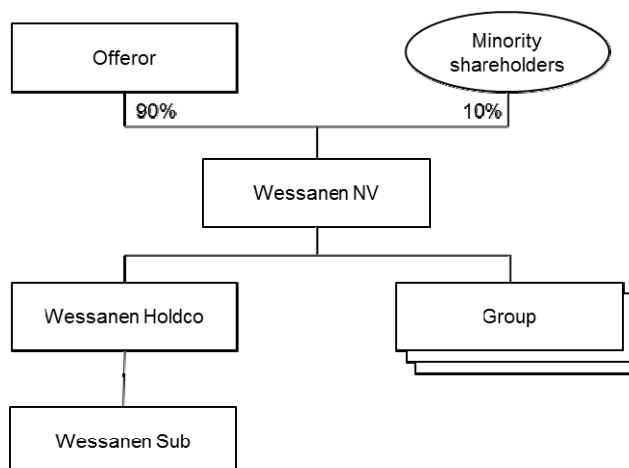 Offeror
Minority
shareholders
90%
10%
Wessanen NV
Wessanen Holdco
Group
Wessanen Sub